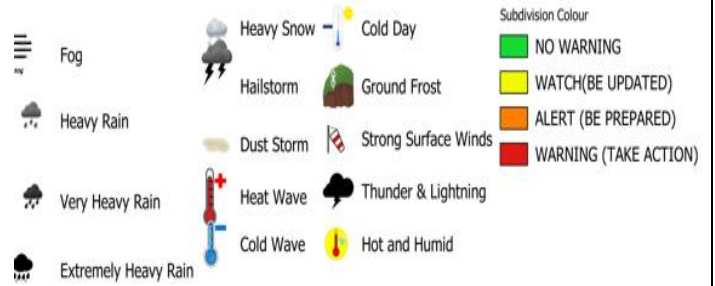 Fog
Heavy Rain
Very Heavy Rain
Extremely Heavy Rain
Heavy Snow
Hailstorm
Dust Storm
Heat Wave
Cold Wave
Cold Day
Ground Frost
Strong Surface Winds
Thunder & Lightning
Hot and Humid
Subdivision Colour
NO WARNING
WATCH(BE UPDATED)
ALERT (BE PREPARED)
WARNING (TAKE ACTION)